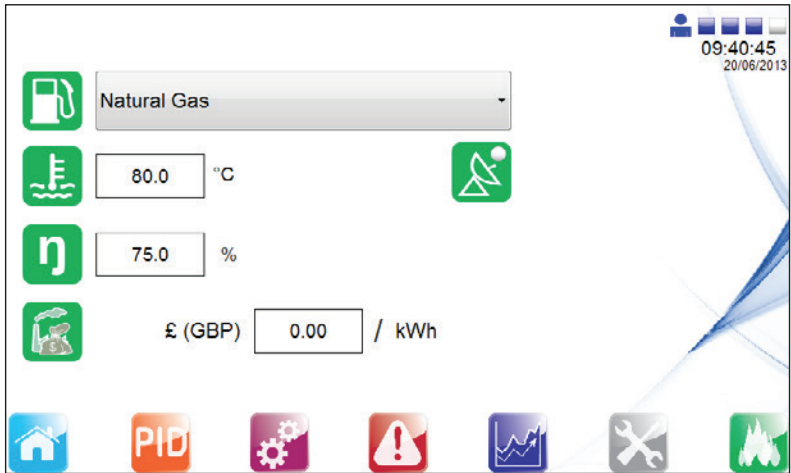 09:40:45
20/06/2013
Natural Gas
80.0 °C
η
75.0 %
$
£ (GBP) 0.00 / kWh
PID